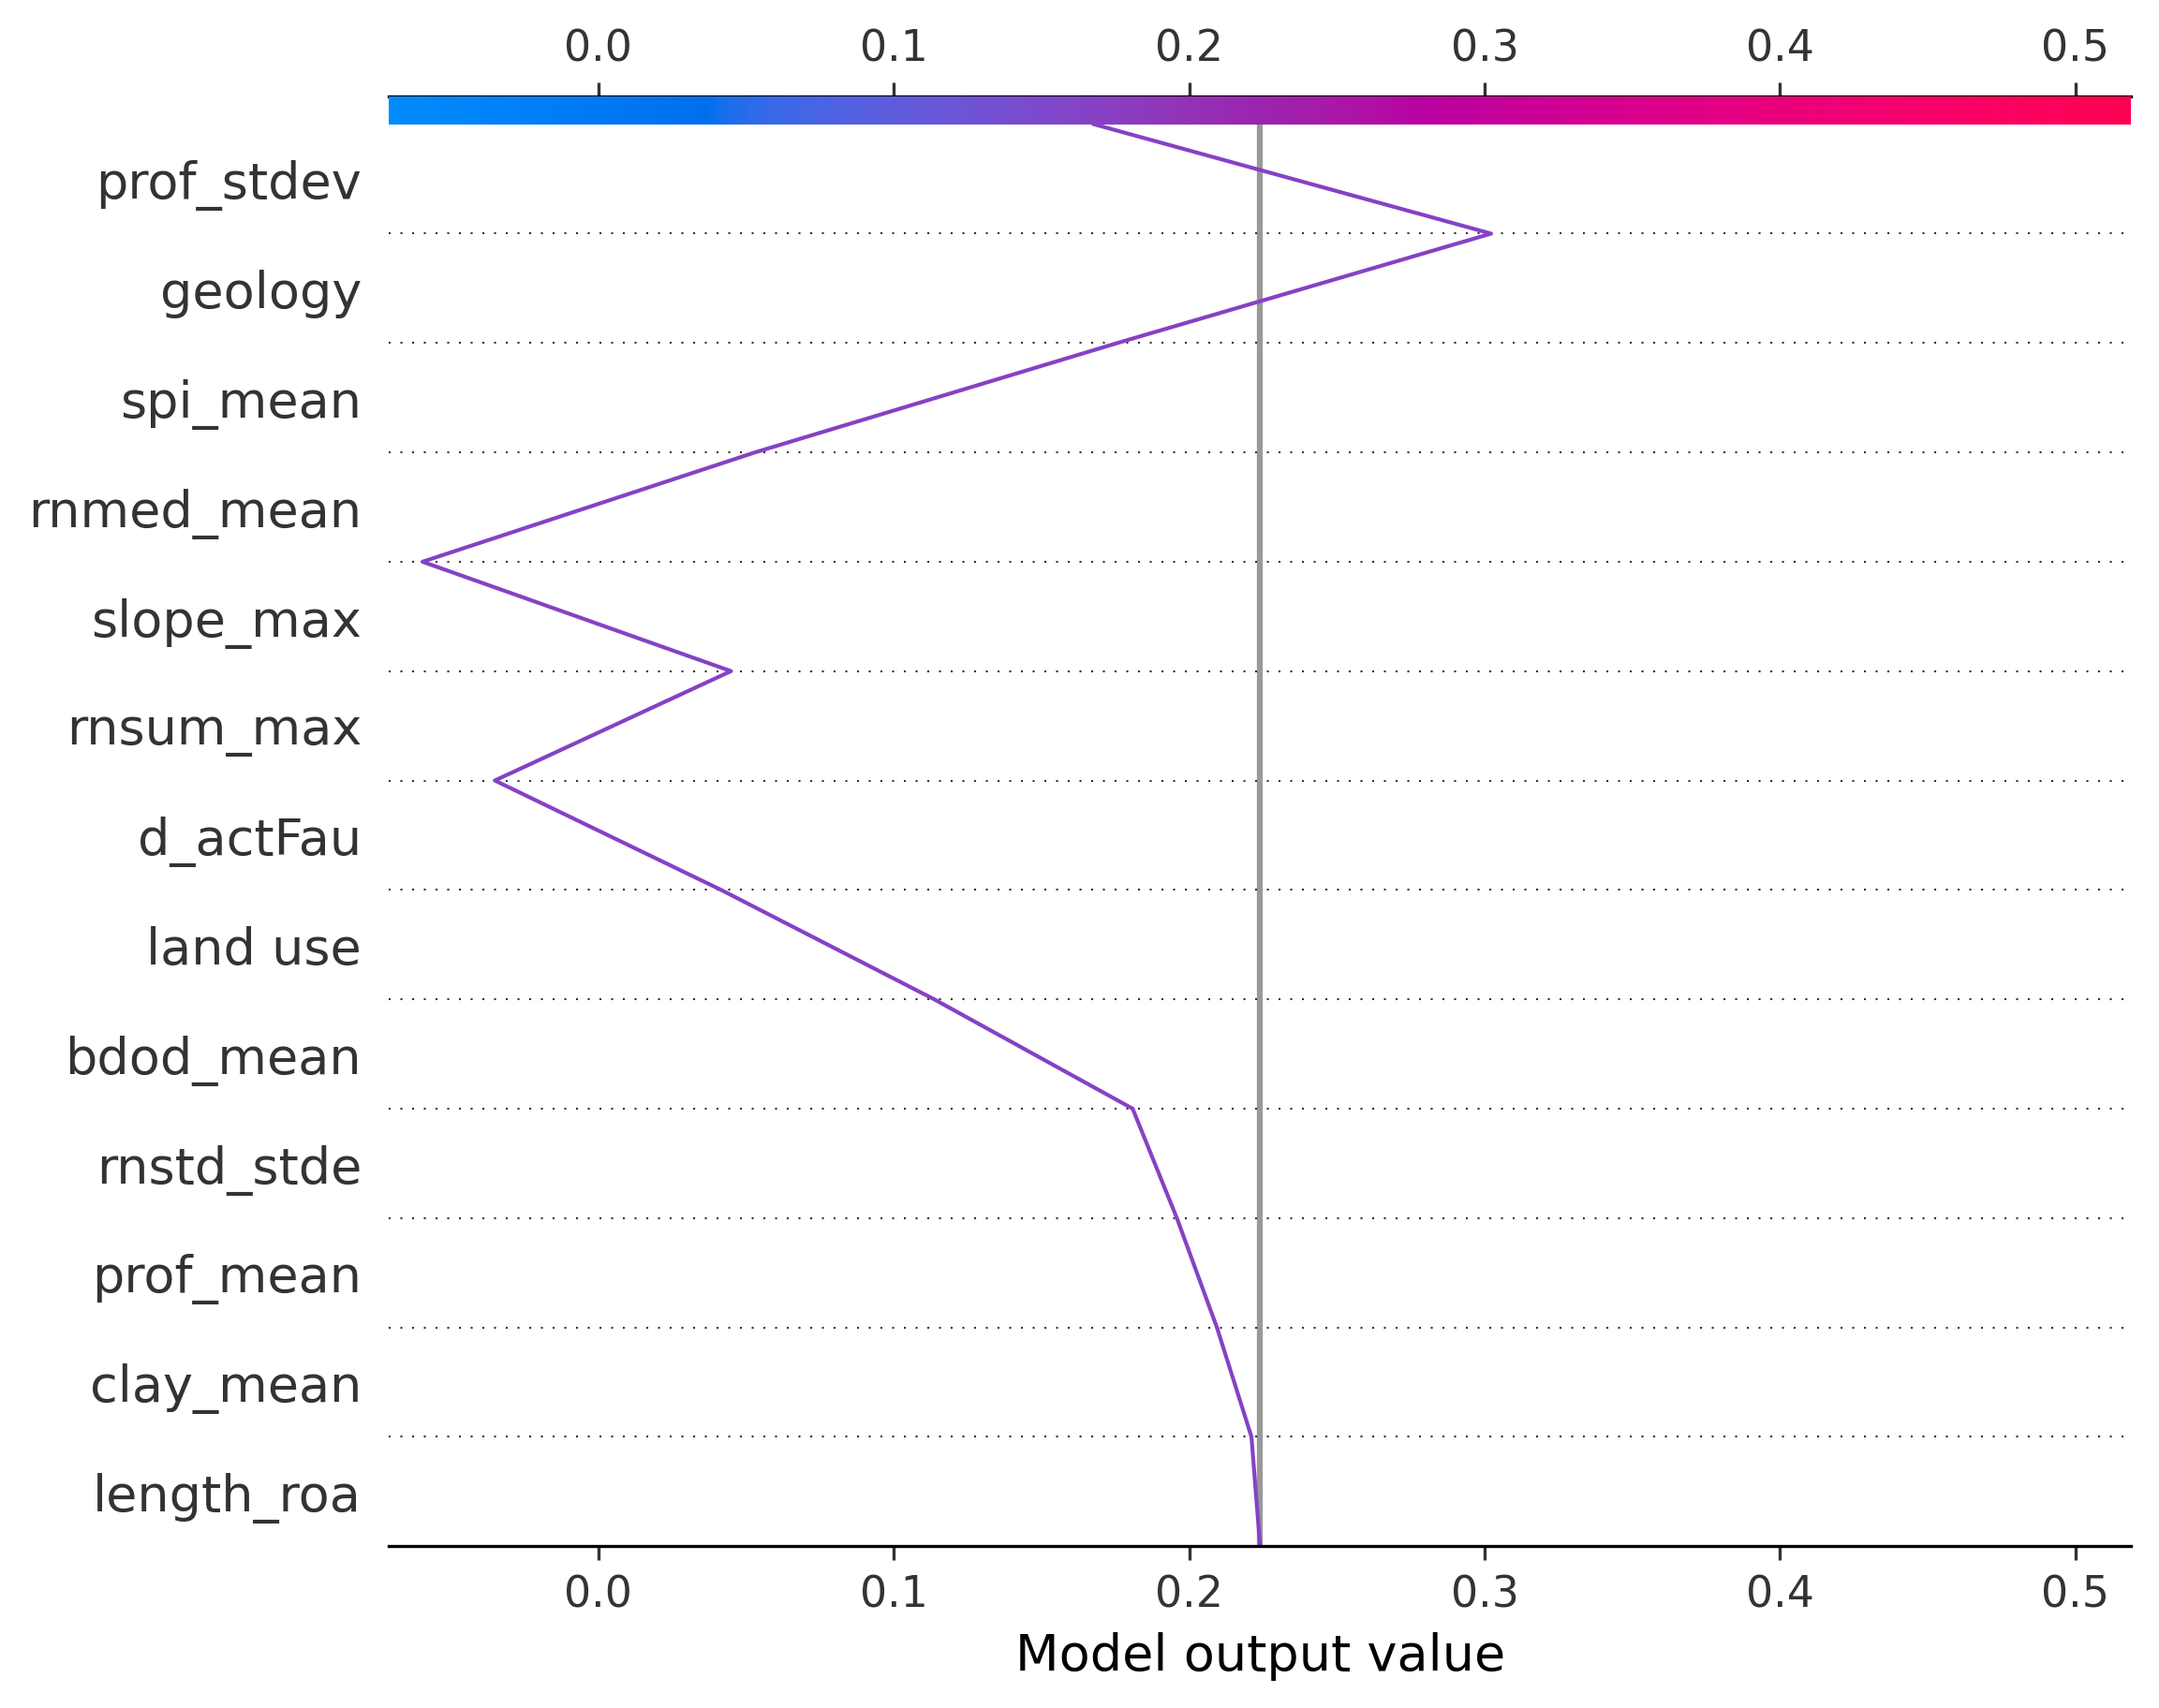 0.0 0.1 0.2 0.3 0.4 0.5
prof_stdev
geology
spi_mean
rnmed_mean
slope_max
rnsum_max
d_actFau
land use
bdod_mean
rnstd_stde
prof_mean
clay_mean
length_roa
0.0 0.1 0.2 0.3 0.4 0.5
Model output value